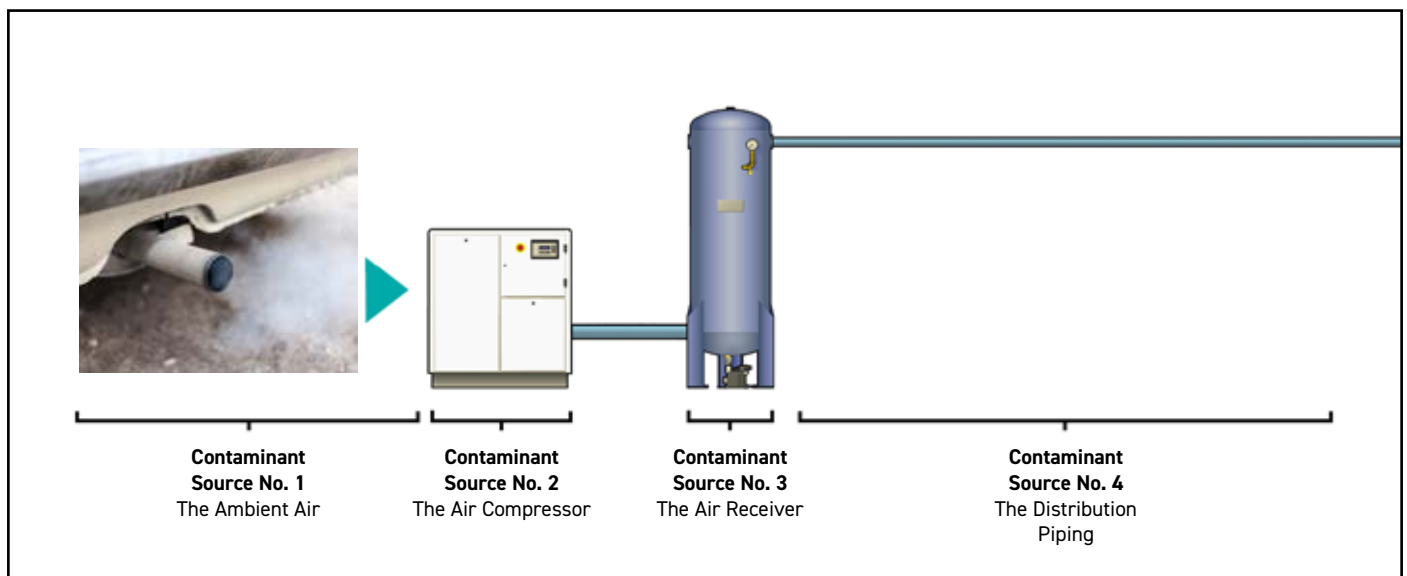 Contaminant
Source No. 1
The Ambient Air
Contaminant
Source No. 2
The Air Compressor
Contaminant
Source No. 3
The Air Receiver
Contaminant
Source No. 4
The Distribution
Piping